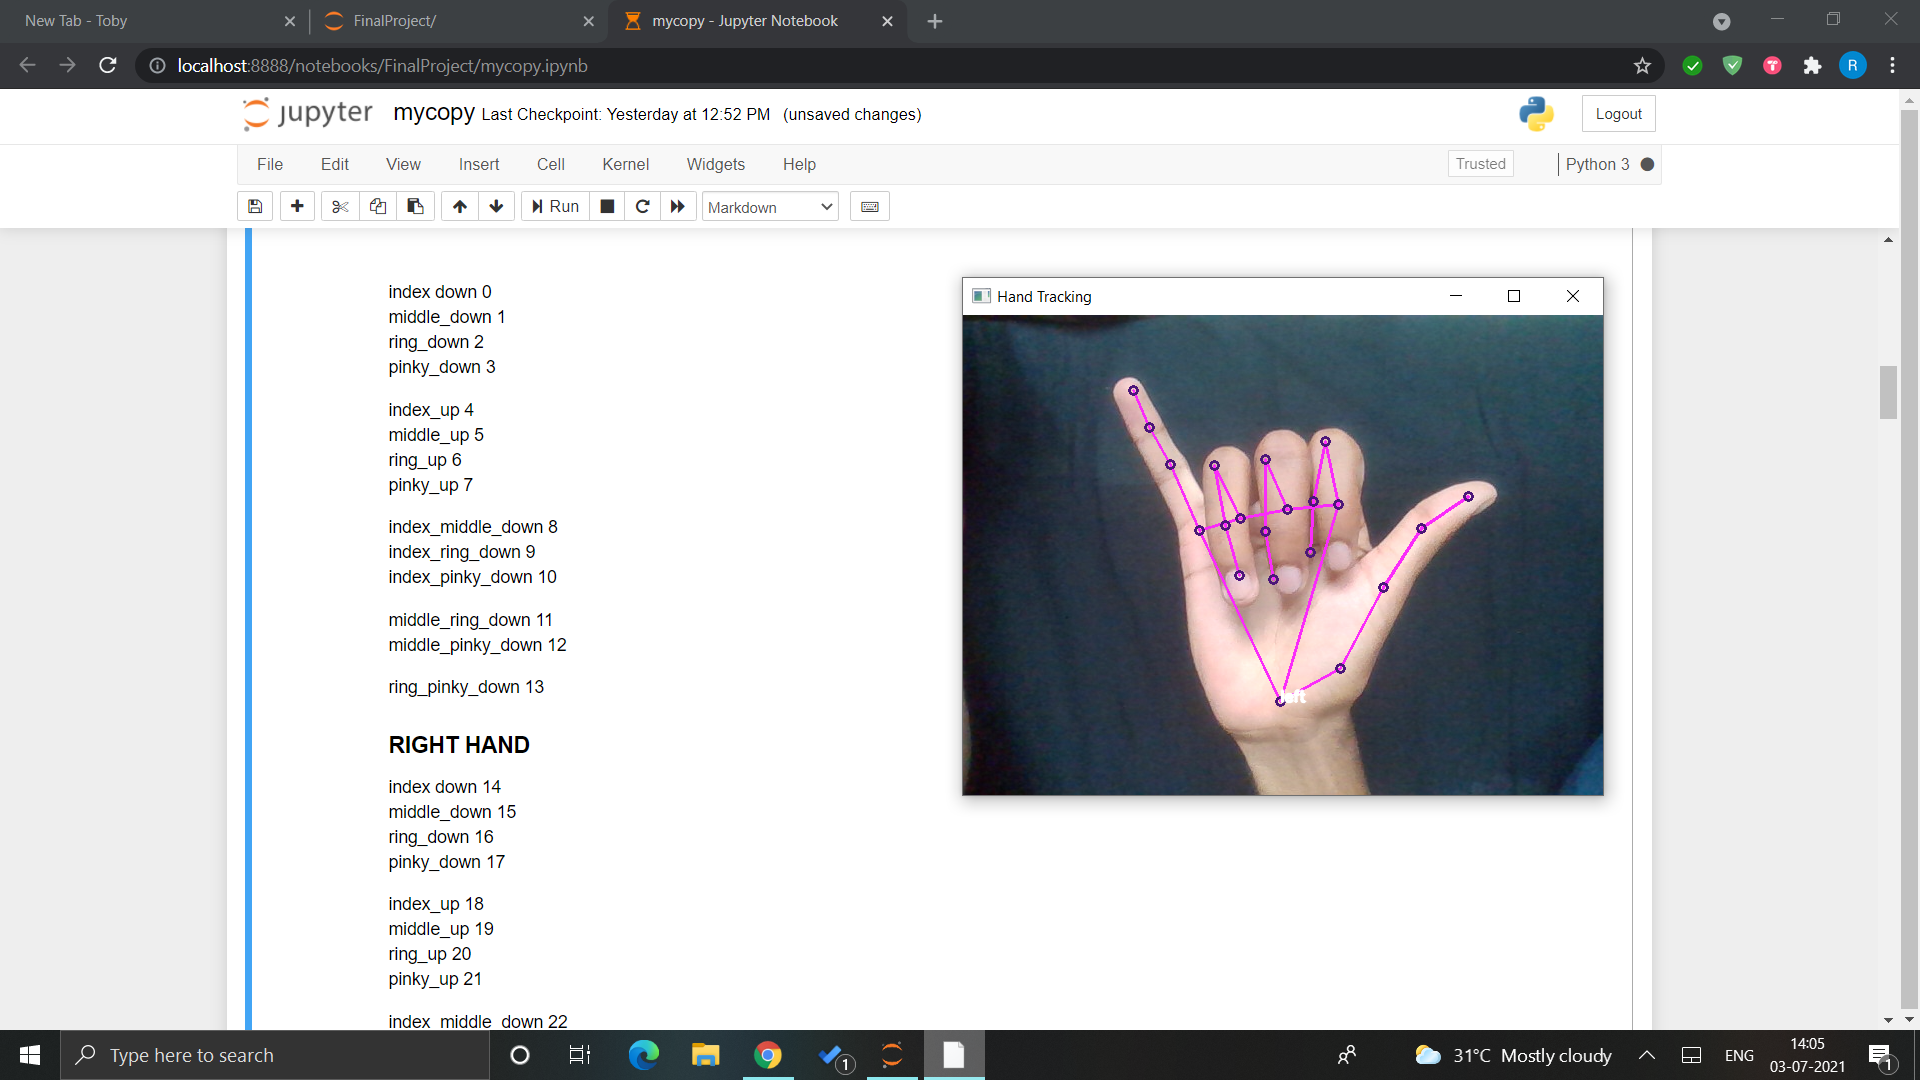 New Tab - Toby
FinalProject/
mycopy - Jupyter Notebook
localhost:8888/notebooks/FinalProject/mycopy.ipynb
R
jupyter mycopy Last Checkpoint: Yesterday at 12:52 PM (unsaved changes)
Logout
File Edit View Insert Cell Kernel Widgets Help
Trusted
Python 3
Run
Markdown
index down 0
middle_down 1
ring_down 2
pinky_down 3
index_up 4
middle_up 5
ring_up 6
pinky_up 7
index_middle_down 8
index_ring_down 9
index_pinky_down 10
middle_ring_down 11
middle_pinky_down 12
ring_pinky_down 13
RIGHT HAND
index down 14
middle_down 15
ring_down 16
pinky_down 17
index_up 18
middle_up 19
ring_up 20
pinky_up 21
index_middle_down 22
Hand Tracking
left
Type here to search
1
31°C Mostly cloudy
ENG
14:05
03-07-2021
1